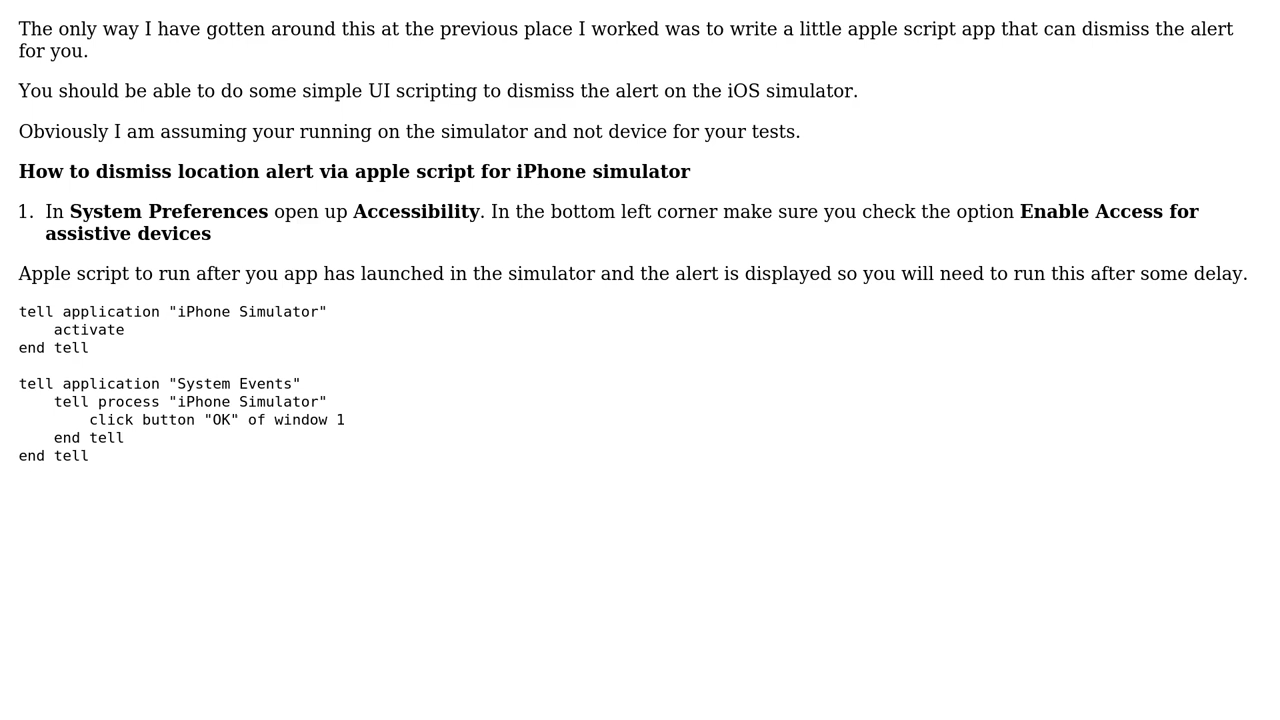 The only way I have gotten around this at the previous place I worked was to write a little apple script app that can dismiss the alert
for you.
You should be able to do some simple UI scripting to dismiss the alert on the iOS simulator.
Obviously I am assuming your running on the simulator and not device for your tests.
How to dismiss location alert via apple script for iPhone simulator
1. In System Preferences open up Accessibility. In the bottom left corner make sure you check the option Enable Access for
assistive devices
Apple script to run after you app has launched in the simulator and the alert is displayed so you will need to run this after some delay.
tell application "iPhone Simulator"
    activate
end tell

tell application "System Events"
    tell process "iPhone Simulator"
        click button "OK" of window 1
    end tell
end tell